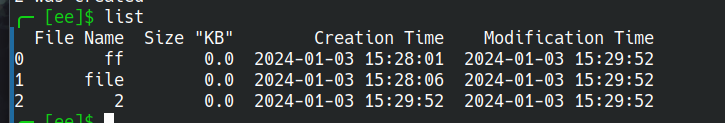 2 was created
[ee]$ list
File Name Size "KB" Creation Time Modification Time
0 ff 0.0 2024-01-03 15:28:01 2024-01-03 15:29:52
1 file 0.0 2024-01-03 15:28:06 2024-01-03 15:29:52
2 2 0.0 2024-01-03 15:29:52 2024-01-03 15:29:52
[ee]$